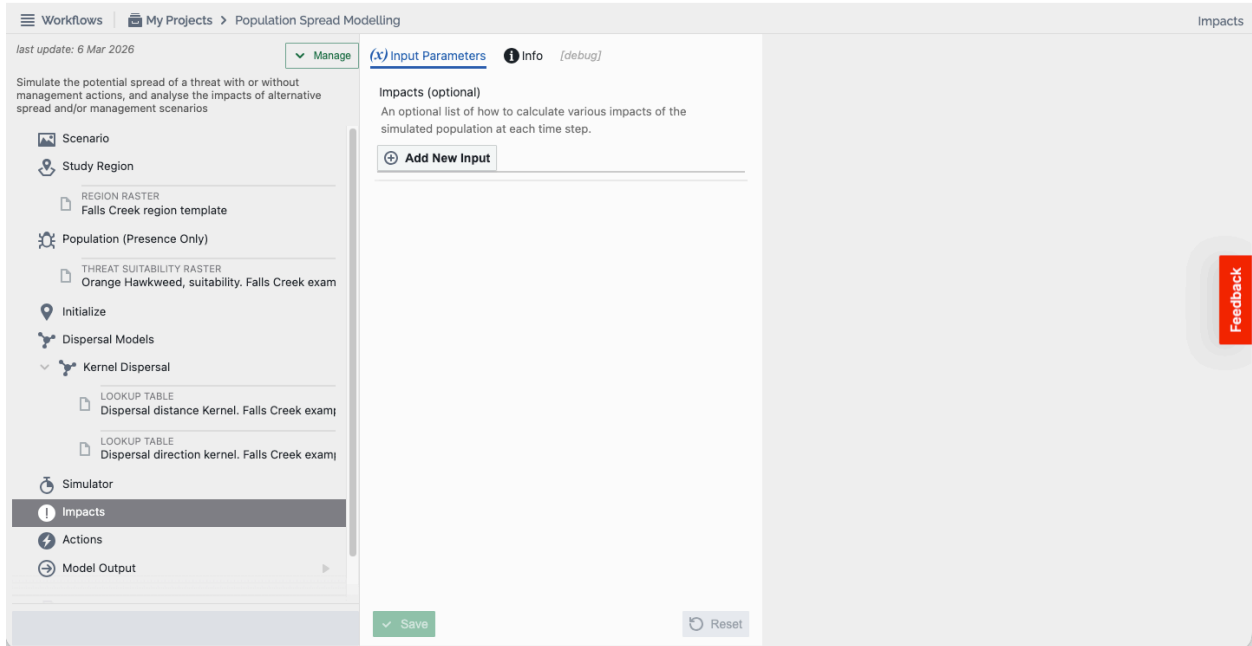 Workflows
My Projects > Population Spread Modelling
Impacts
last update: 6 Mar 2026
Manage
Simulate the potential spread of a threat with or without
management actions, and analyse the impacts of alternative
spread and/or management scenarios
Scenario
Study Region
REGION RASTER
Falls Creek region template
Population (Presence Only)
THREAT SUITABILITY RASTER
Orange Hawkweed, suitability. Falls Creek exam
Initialize
Dispersal Models
Kernel Dispersal
LOOKUP TABLE
Dispersal distance Kernel. Falls Creek examp
LOOKUP TABLE
Dispersal direction kernel. Falls Creek examp
Simulator
Impacts
Actions
Model Output
(x) Input Parameters
Info
[debug]
Impacts (optional)
An optional list of how to calculate various impacts of the
simulated population at each time step.
Add New Input
Save
Reset
Feedback